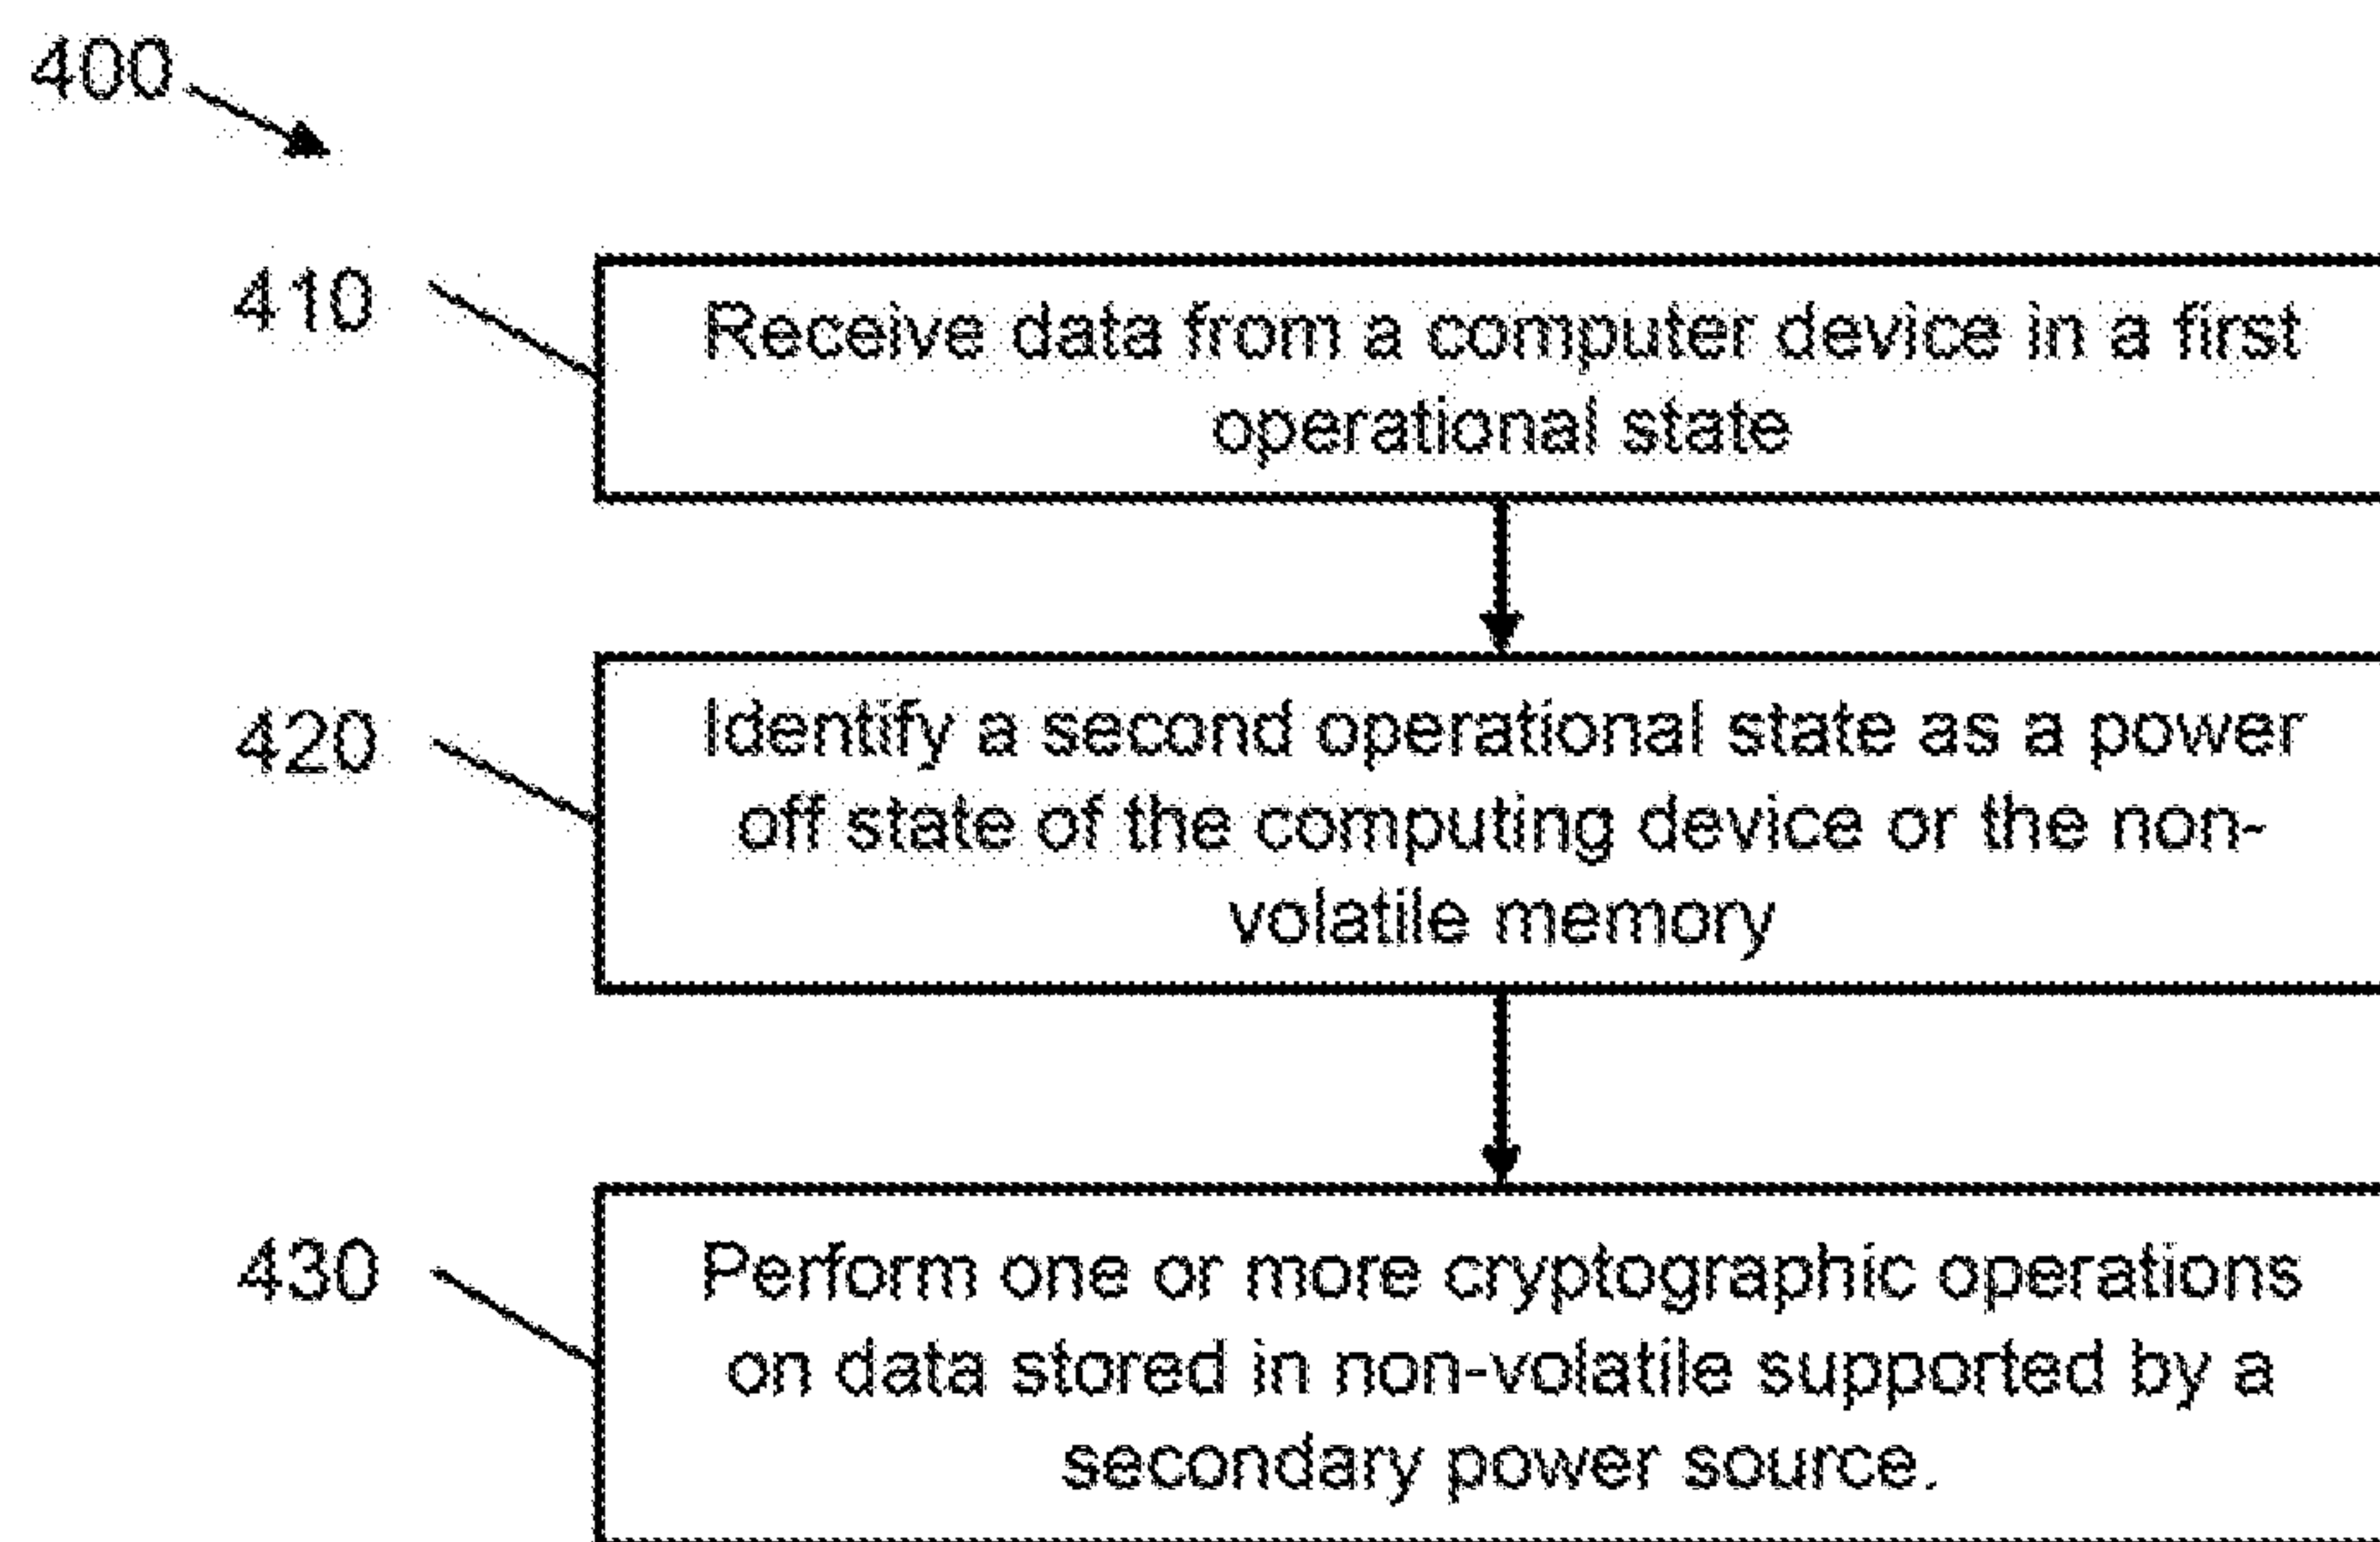 400
410
Receive data from a computer device in a first
operational state
420
Identify a second operational state as a power
off state of the computing device or the non-
volatile memory
430
Perform one or more cryptographic operations
on data stored in non-volatile supported by a
secondary power source.